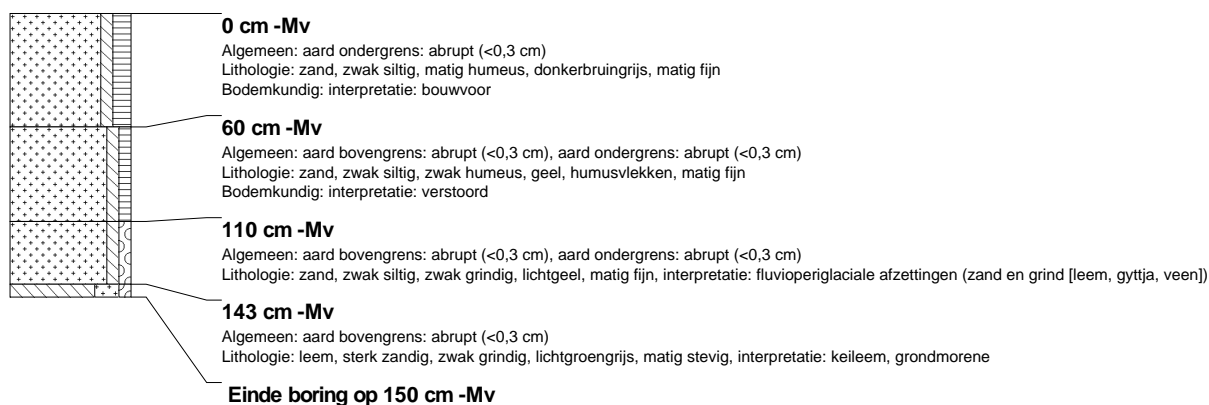 0 cm -Mv
Algemeen: aard ondergrens: abrupt (<0,3 cm)
Lithologie: zand, zwak siltig, matig humeus, donkerbruingrijs, matig fijn
Bodemkundig: interpretatie: bouwvoor
60 cm -Mv
Algemeen: aard bovengrens: abrupt (<0,3 cm), aard ondergrens: abrupt (<0,3 cm)
Lithologie: zand, zwak siltig, zwak humeus, geel, humusvlekken, matig fijn
Bodemkundig: interpretatie: verstoord
110 cm -Mv
Algemeen: aard bovengrens: abrupt (<0,3 cm), aard ondergrens: abrupt (<0,3 cm)
Lithologie: zand, zwak siltig, zwak grindig, lichtgeel, matig fijn, interpretatie: fluvioperiglaciale afzettingen (zand en grind [leem, gyttja, veen])
143 cm -Mv
Algemeen: aard bovengrens: abrupt (<0,3 cm)
Lithologie: leem, sterk zandig, zwak grindig, lichtgroengrijs, matig stevig, interpretatie: keileem, grondmorene
Einde boring op 150 cm -Mv